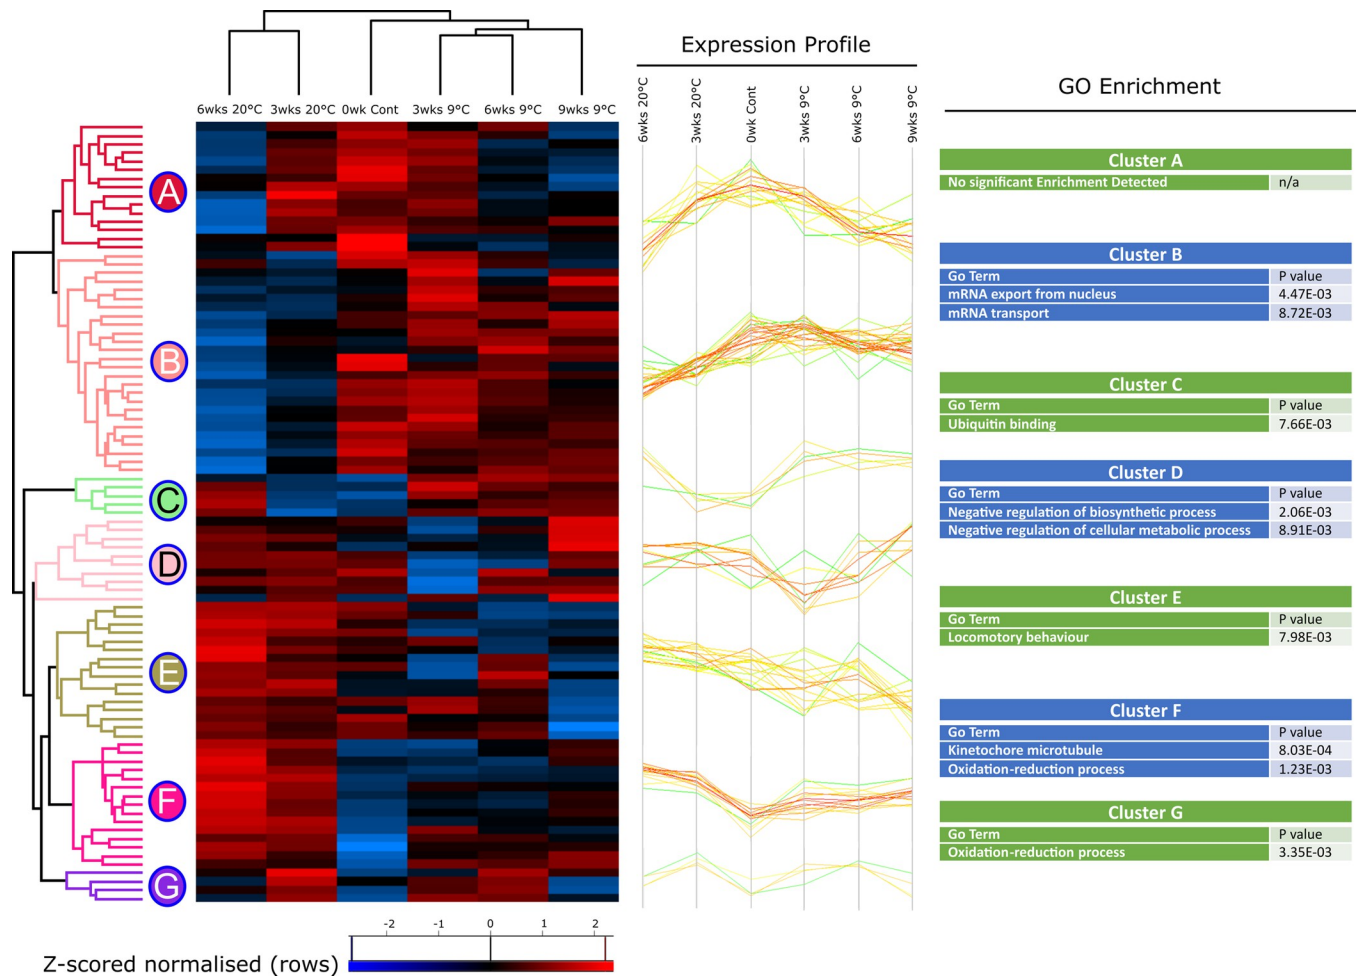 Expression Profile
GO Enrichment
6wks 20°C
3wks 20°C
0wk Cont
3wks 9°C
6wks 9°C
9wks 9°C
6wks 20°C
3wks 20°C
0wk Cont
3wks 9°C
6wks 9°C
9wks 9°C
A
B
C
D
E
F
G
Cluster A
No significant Enrichment Detected n/a
Cluster B
Go Term P value
mRNA export from nucleus 4.47E-03
mRNA transport 8.72E-03
Cluster C
Go Term P value
Ubiquitin binding 7.66E-03
Cluster D
Go Term P value
Negative regulation of biosynthetic process 2.06E-03
Negative regulation of cellular metabolic process 8.91E-03
Cluster E
Go Term P value
Locomotory behaviour 7.98E-03
Cluster F
Go Term P value
Kinetochore microtubule 8.03E-04
Oxidation-reduction process 1.23E-03
Cluster G
Go Term P value
Oxidation-reduction process 3.35E-03
-2 -1 0 1 2
Z-scored normalised (rows)